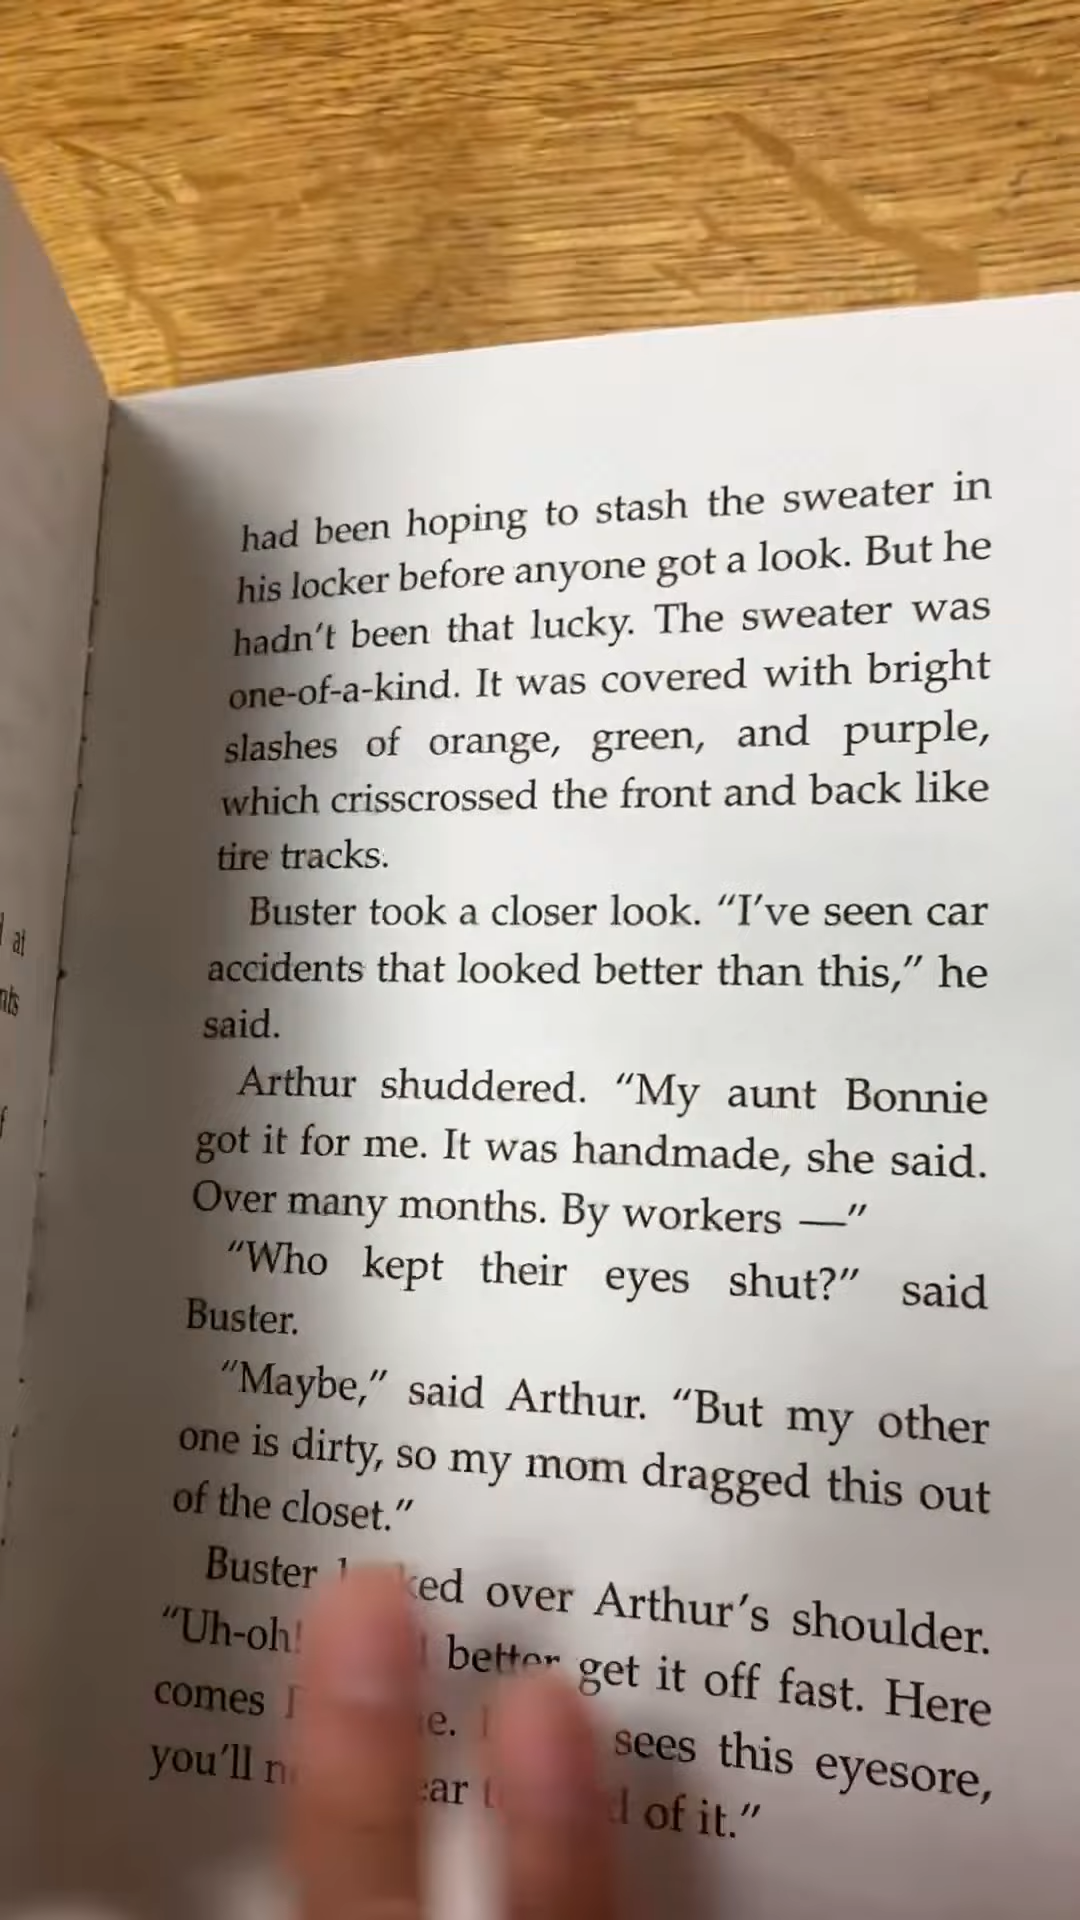 had been hoping to stash the sweater in
his locker before anyone got a look. But he
hadn't been that lucky. The sweater was
one-of-a-kind. It was covered with bright
slashes of orange, green, and purple,
which crisscrossed the front and back like
tire tracks.
Buster took a closer look. “I've seen car
accidents that looked better than this,” he
said.
Arthur shuddered. “My aunt Bonnie
got it for me. It was handmade, she said.
Over many months. By workers —”
“Who kept their eyes shut?” said
Buster.
“Maybe,” said Arthur. “But my other
one is dirty, so my mom dragged this out
of the closet.”
Buster over Arthur's shoulder.
“Uh-oh! better get it off fast. Here
comes sees this eyesore,
you'll of it.”
at